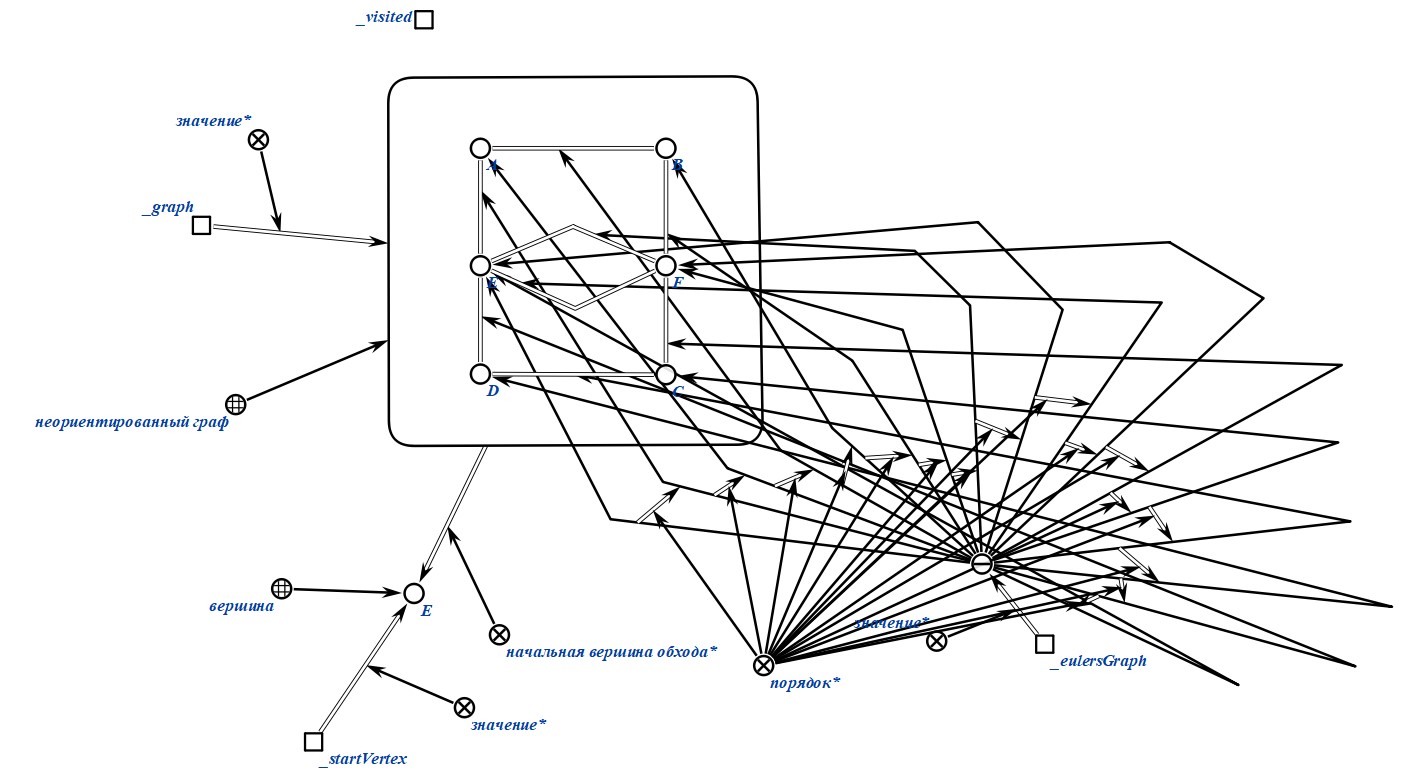 _visited
значение*
_graph
A
B
E
F
D
C
неориентированный граф
вершина
E
начальная вершина обхода*
значение*
_startVertex
порядок*
значение*
_eulersGraph